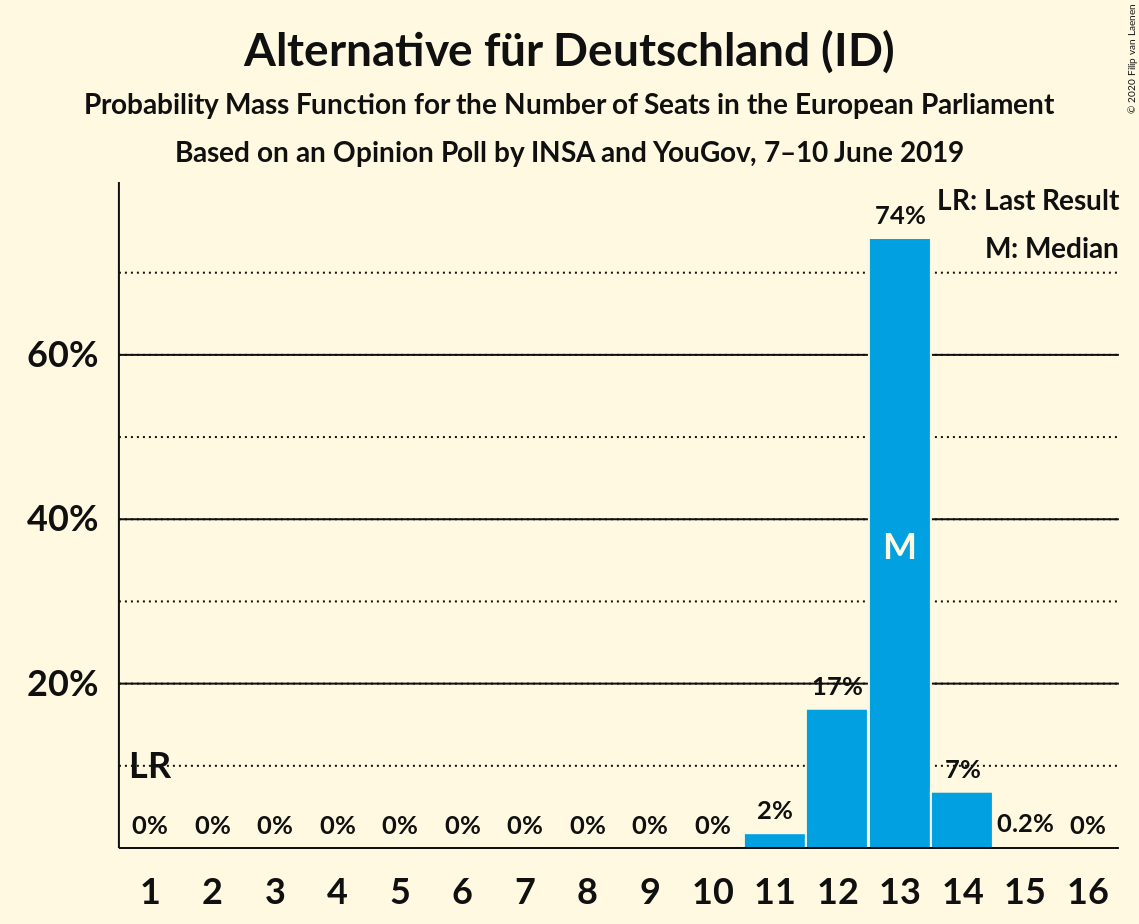 Alternative für Deutschland (ID)
Probability Mass Function for the Number of Seats in the European Parliament
Based on an Opinion Poll by INSA and YouGov, 7–10 June 2019
© 2020 Filip van Laenen
LR: Last Result
M: Median
74%
60%
40%
M
20%
17%
LR
7%
0% 0% 0% 0% 0% 0% 0% 0% 0% 0% 2% 0.2% 0%
1 2 3 4 5 6 7 8 9 10 11 12 13 14 15 16